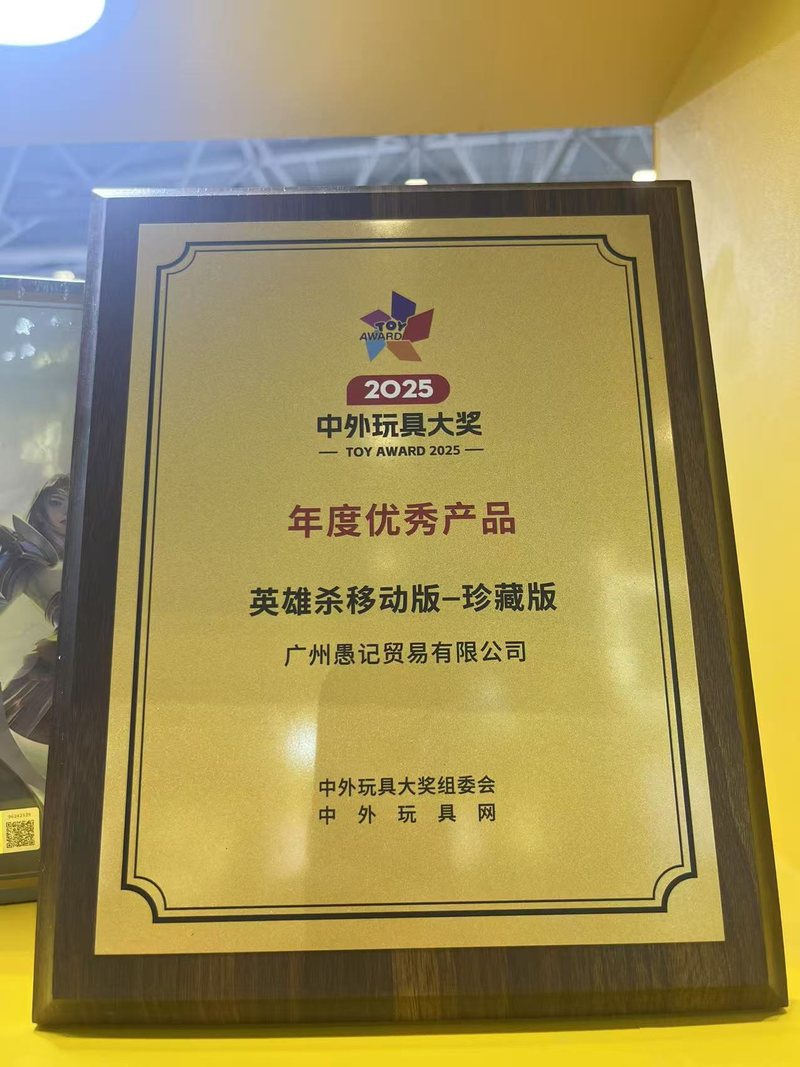 TOY
AWARD
2025
中外玩具大奖
— TOY AWARD 2025 —
年度优秀产品
英雄杀移动版–珍藏版
广州愚记贸易有限公司
中外玩具大奖组委会
中外玩具网